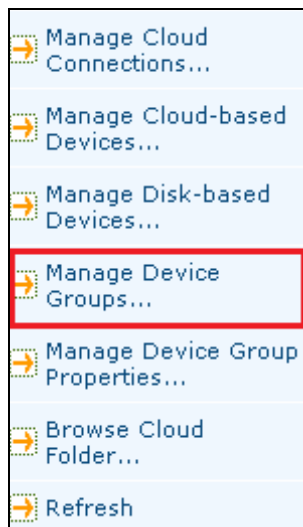 Manage Cloud
Connections...
Manage Cloud-based
Devices...
Manage Disk-based
Devices...
Manage Device
Groups...
Manage Device Group
Properties...
Browse Cloud
Folder...
Refresh